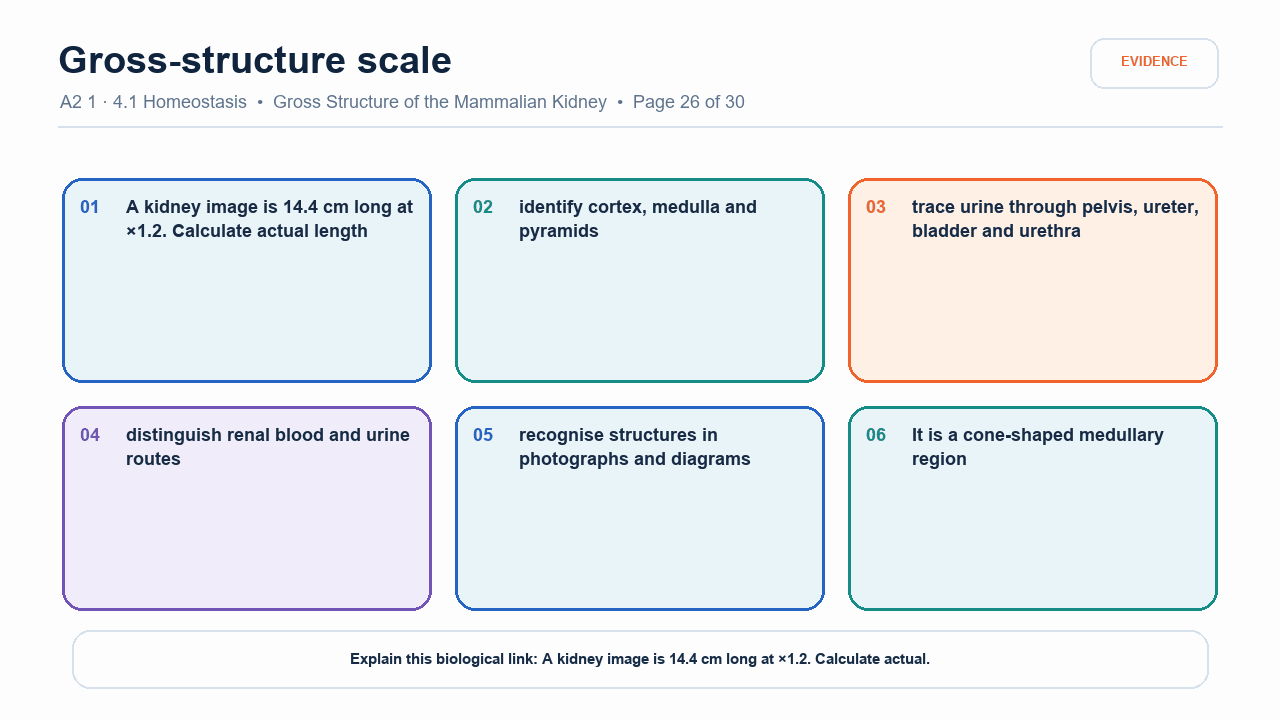 Gross-structure scale
EVIDENCE
A2 1 · 4.1 Homeostasis • Gross Structure of the Mammalian Kidney • Page 26 of 30
01 A kidney image is 14.4 cm long at
×1.2. Calculate actual length
02 identify cortex, medulla and
pyramids
03 trace urine through pelvis, ureter,
bladder and urethra
04 distinguish renal blood and urine
routes
05 recognise structures in
photographs and diagrams
06 It is a cone-shaped medullary
region
Explain this biological link: A kidney image is 14.4 cm long at ×1.2. Calculate actual.